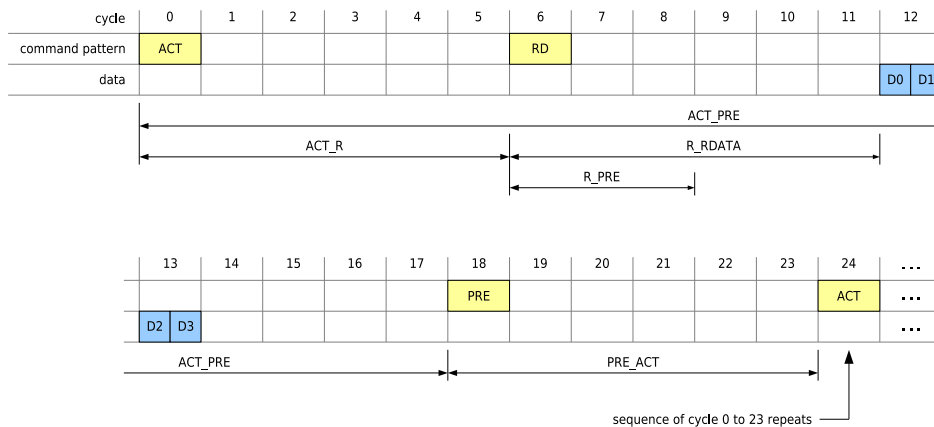 cycle 0 1 2 3 4 5 6 7 8 9 10 11 12
command pattern ACT RD
data D0 D1
ACT_PRE
ACT_R R_RDATA
R_PRE
13 14 15 16 17 18 19 20 21 22 23 24 ...
PRE ACT ...
D2 D3 ...
ACT_PRE PRE_ACT
sequence of cycle 0 to 23 repeats